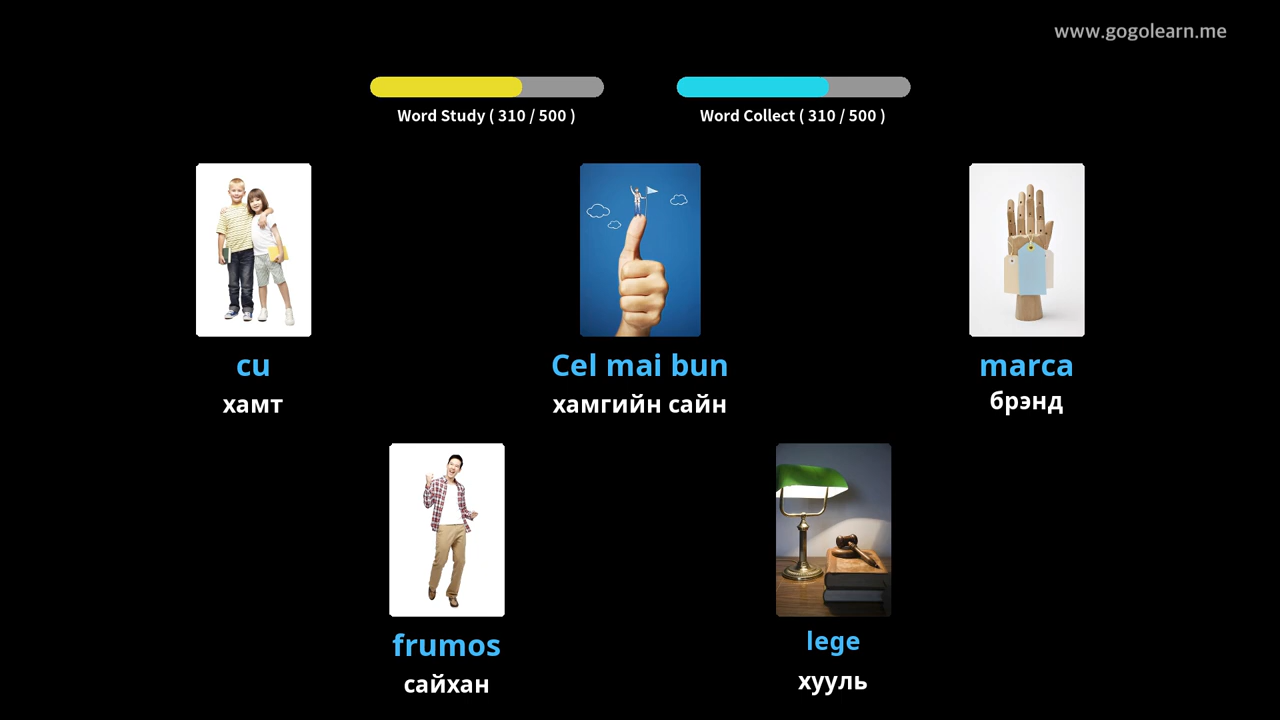 www.gogolearn.me
Word Study ( 310 / 500 )
Word Collect ( 310 / 500 )
cu
хамт
Cel mai bun
хамгийн сайн
marca
брэнд
frumos
сайхан
lege
хууль